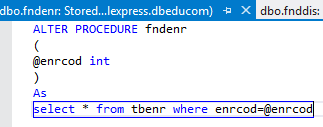 dbo.fndenr: Stored...lexpress.dbeducom) dbo.fnddis:
ALTER PROCEDURE fndenr
(
@enrcod int
)
As
select * from tbenr where enrcod=@enrcod